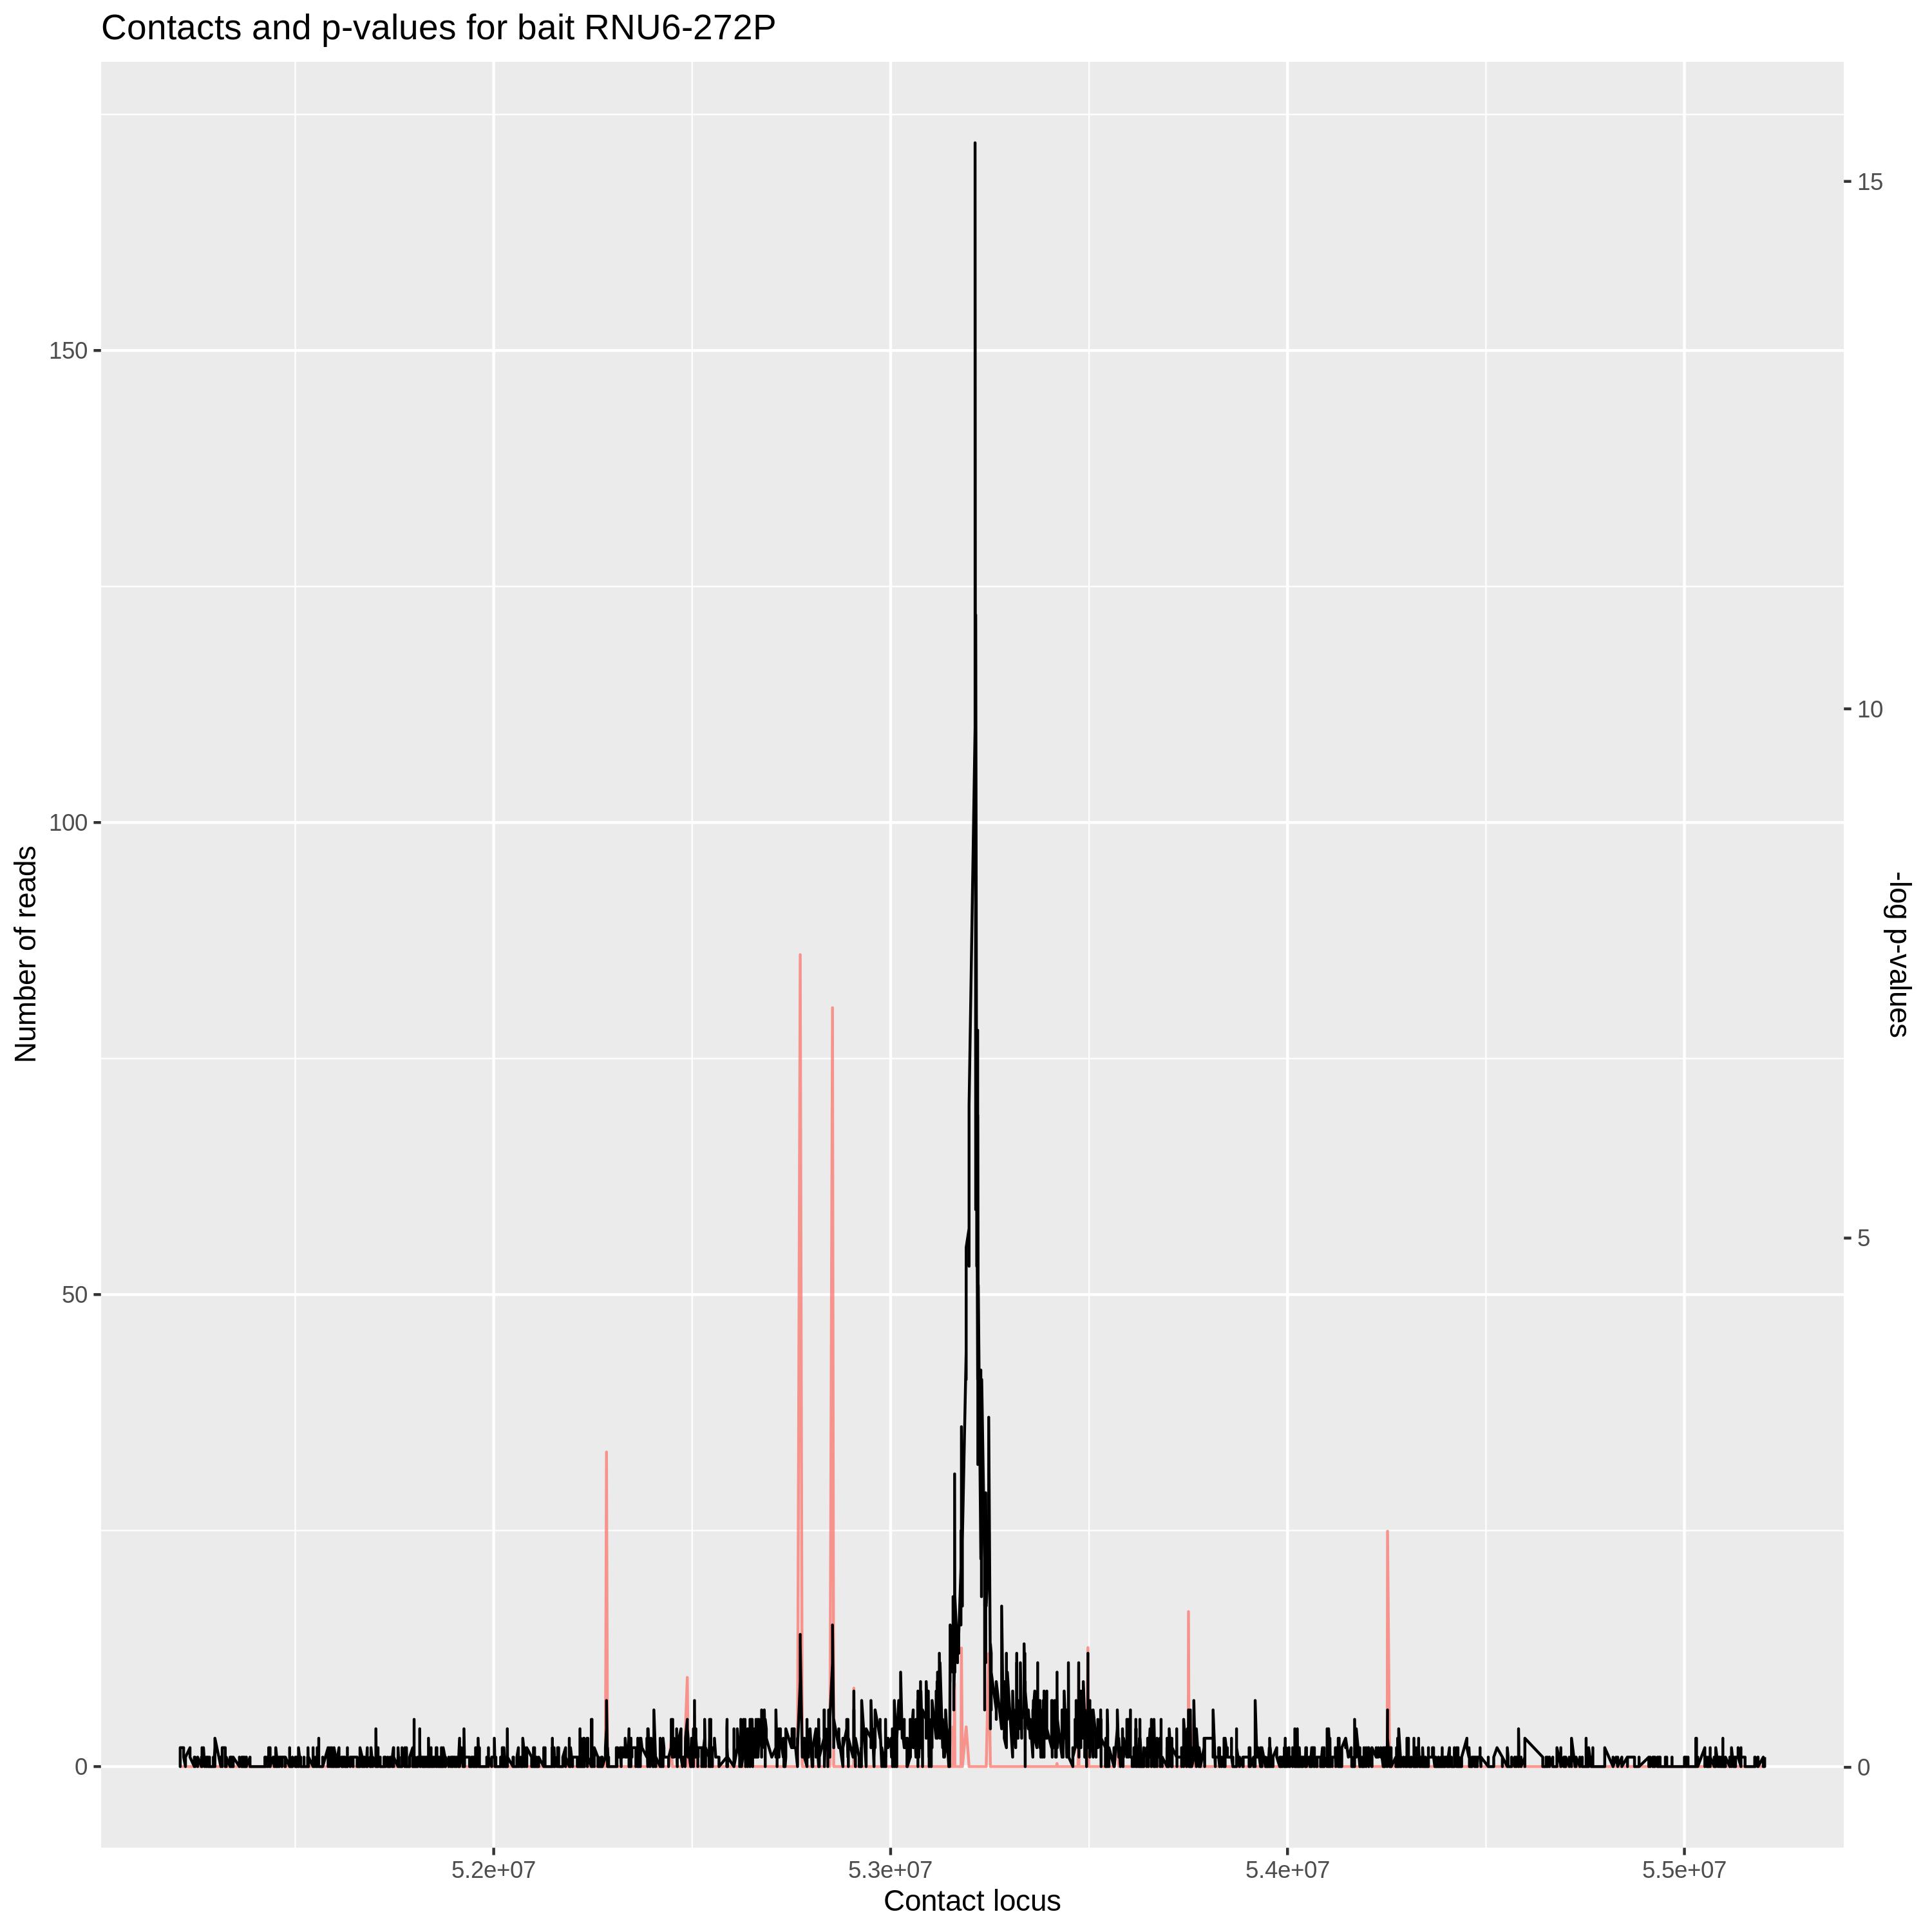 Contacts and p-values for bait RNU6-272P
150
100
50
0
Number of reads
15
10
5
0
-log p-values
5.2e+07
5.3e+07
5.4e+07
5.5e+07
Contact locus